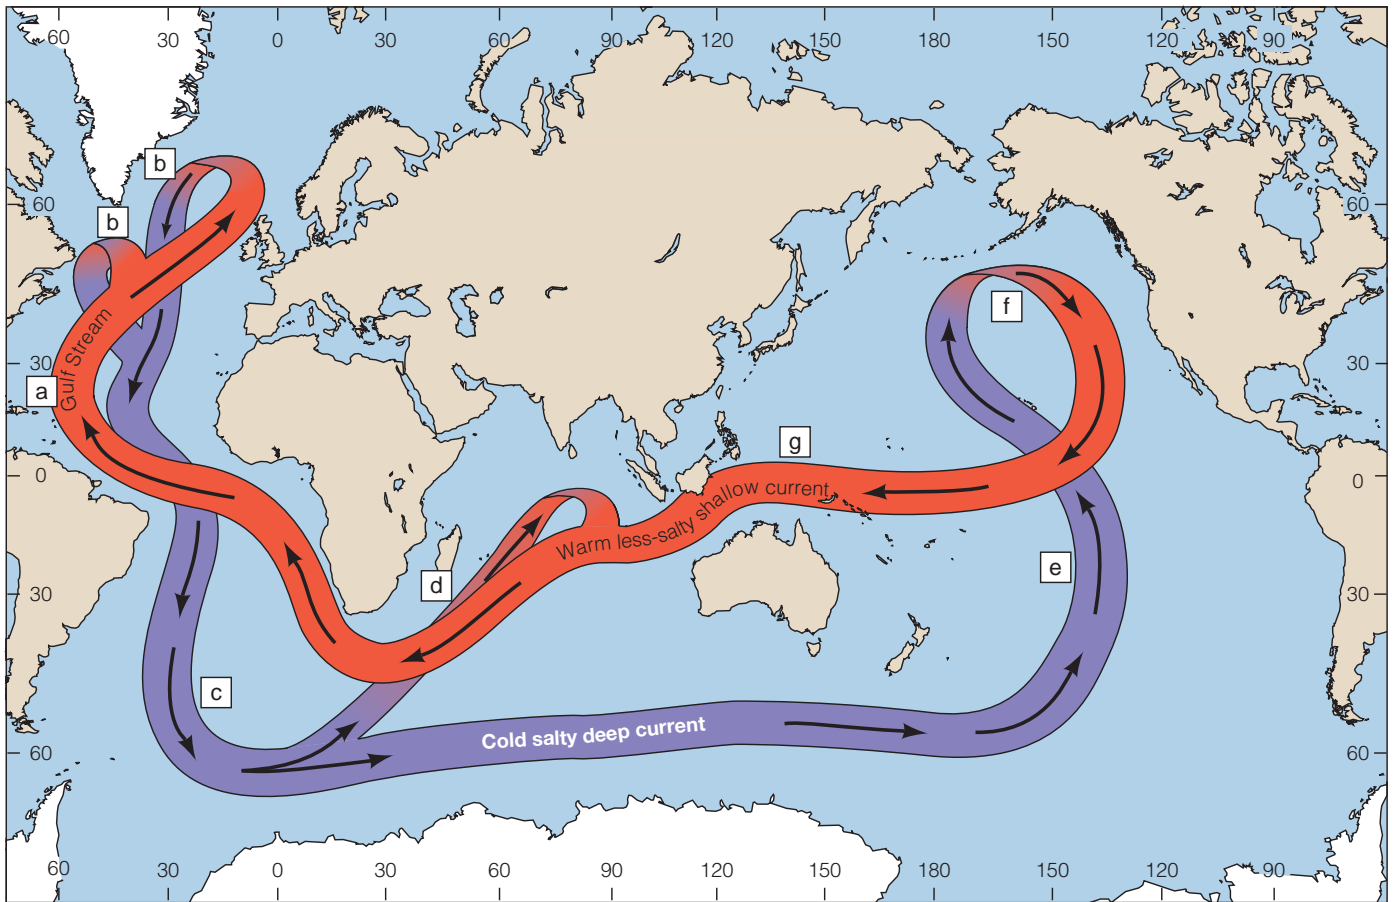 60 30 0 30 60 90 120 150 180 150 120 90
b
60 60
b
f
30 30
Gulf Stream
a
g
0 0
Warm less-salty shallow current
d
e
30 30
c
Cold salty deep current
60 60
60 30 0 30 60 90 120 150 180 150 120 90